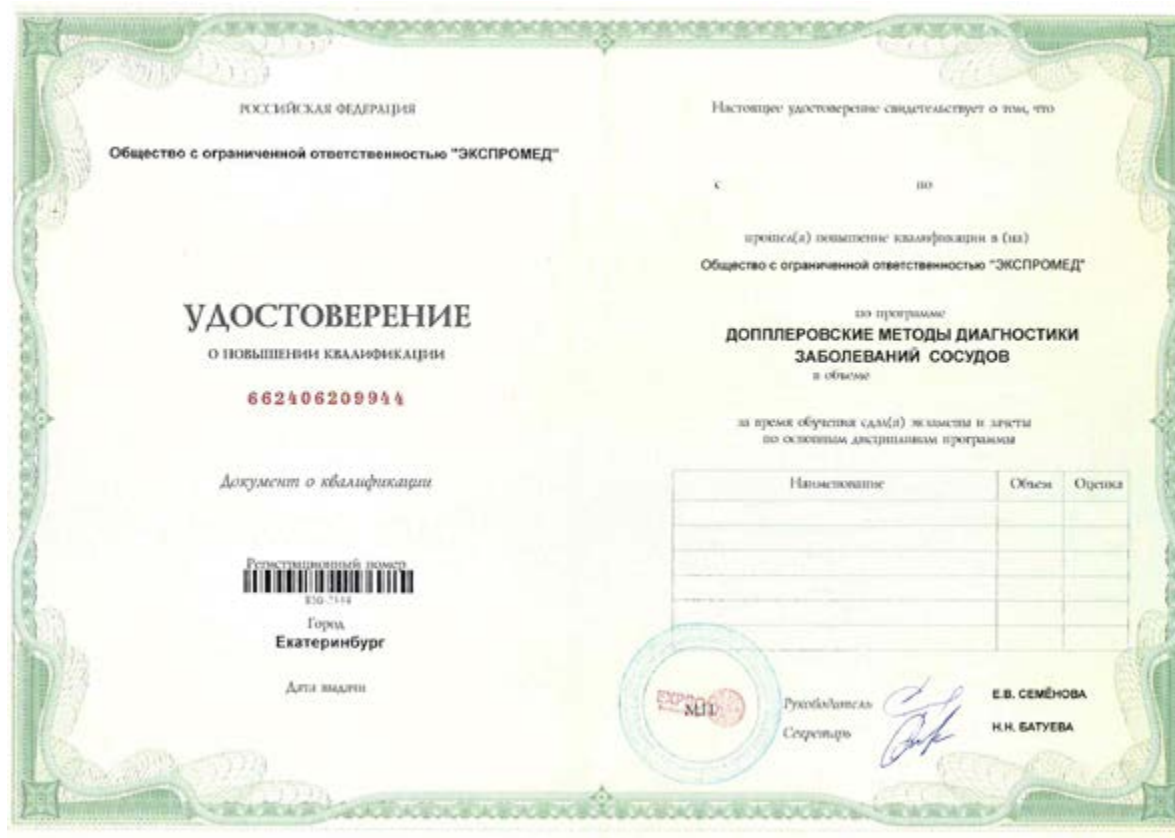 РОССИЙСКАЯ ФЕДЕРАЦИЯ
Общество с ограниченной ответственностью "ЭКСПРОМЕД"
УДОСТОВЕРЕНИЕ
О ПОВЫШЕНИИ КВАЛИФИКАЦИИ
662406209944
Документ о квалификации
Регистрационный номер
Город
Екатеринбург
Дата выдачи
Настоящее удостоверение свидетельствует о том, что
с по
прошел(а) повышение квалификации в (на)
Общество с ограниченной ответственностью "ЭКСПРОМЕД"
по программе
ДОППЛЕРОВСКИЕ МЕТОДЫ ДИАГНОСТИКИ
ЗАБОЛЕВАНИЙ СОСУДОВ
в объеме
за время обучения сдал(а) экзамены и зачеты
по основным дисциплинам программы
Наименование Объем Оценка
М.П.
Руководитель Е.В. СЕМЁНОВА
Секретарь Н.Н. БАТУЕВА